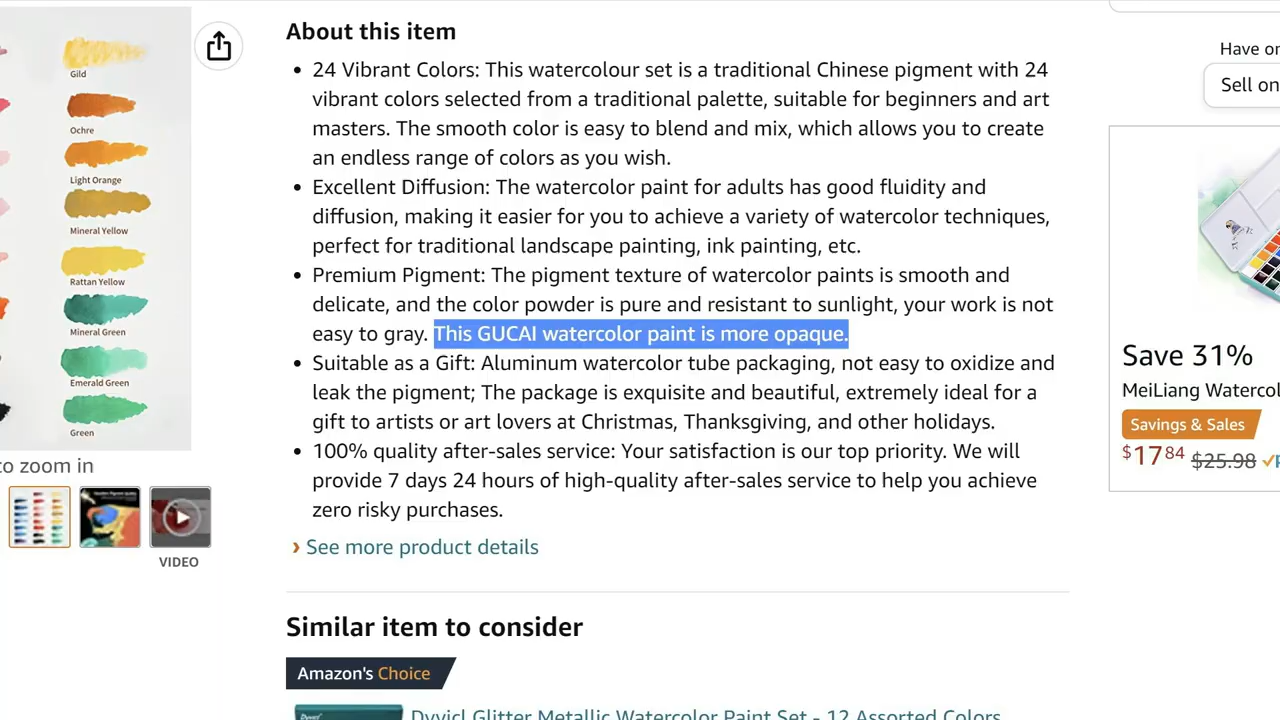 Gild
Ochre
Light Orange
Mineral Yellow
Rattan Yellow
Mineral Green
Emerald Green
Green
to zoom in
VIDEO
About this item
24 Vibrant Colors: This watercolour set is a traditional Chinese pigment with 24
vibrant colors selected from a traditional palette, suitable for beginners and art
masters. The smooth color is easy to blend and mix, which allows you to create
an endless range of colors as you wish.
Excellent Diffusion: The watercolor paint for adults has good fluidity and
diffusion, making it easier for you to achieve a variety of watercolor techniques,
perfect for traditional landscape painting, ink painting, etc.
Premium Pigment: The pigment texture of watercolor paints is smooth and
delicate, and the color powder is pure and resistant to sunlight, your work is not
easy to gray. This GUCAI watercolor paint is more opaque.
Suitable as a Gift: Aluminum watercolor tube packaging, not easy to oxidize and
leak the pigment; The package is exquisite and beautiful, extremely ideal for a
gift to artists or art lovers at Christmas, Thanksgiving, and other holidays.
100% quality after-sales service: Your satisfaction is our top priority. We will
provide 7 days 24 hours of high-quality after-sales service to help you achieve
zero risky purchases.
› See more product details
Similar item to consider
Amazon's Choice
Dyvicl Glitter Metallic Watercolor Paint Set - 12 Assorted Colors
Have
Sell on
Save 31%
MeiLiang Watercol
Savings & Sales
$1784 $25.98